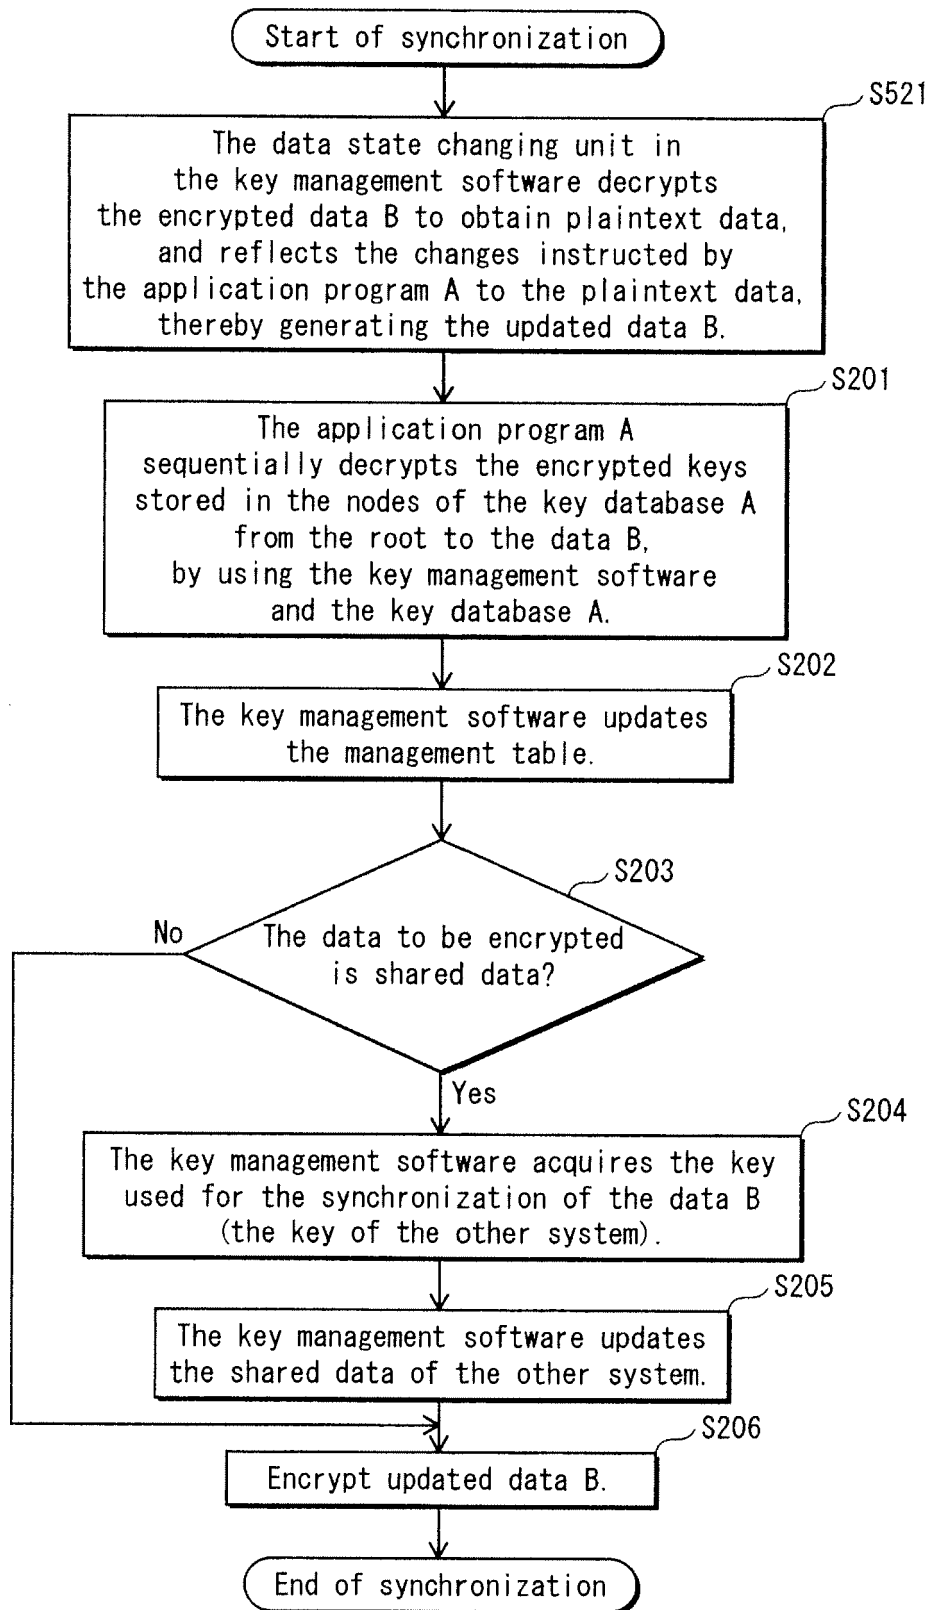 Start of synchronization
S521
The data state changing unit in
the key management software decrypts
the encrypted data B to obtain plaintext data,
and reflects the changes instructed by
the application program A to the plaintext data,
thereby generating the updated data B.
S201
The application program A
sequentially decrypts the encrypted keys
stored in the nodes of the key database A
from the root to the data B,
by using the key management software
and the key database A.
S202
The key management software updates
the management table.
S203
No
The data to be encrypted
is shared data?
Yes
S204
The key management software acquires the key
used for the synchronization of the data B
(the key of the other system).
S205
The key management software updates
the shared data of the other system.
S206
Encrypt updated data B.
End of synchronization